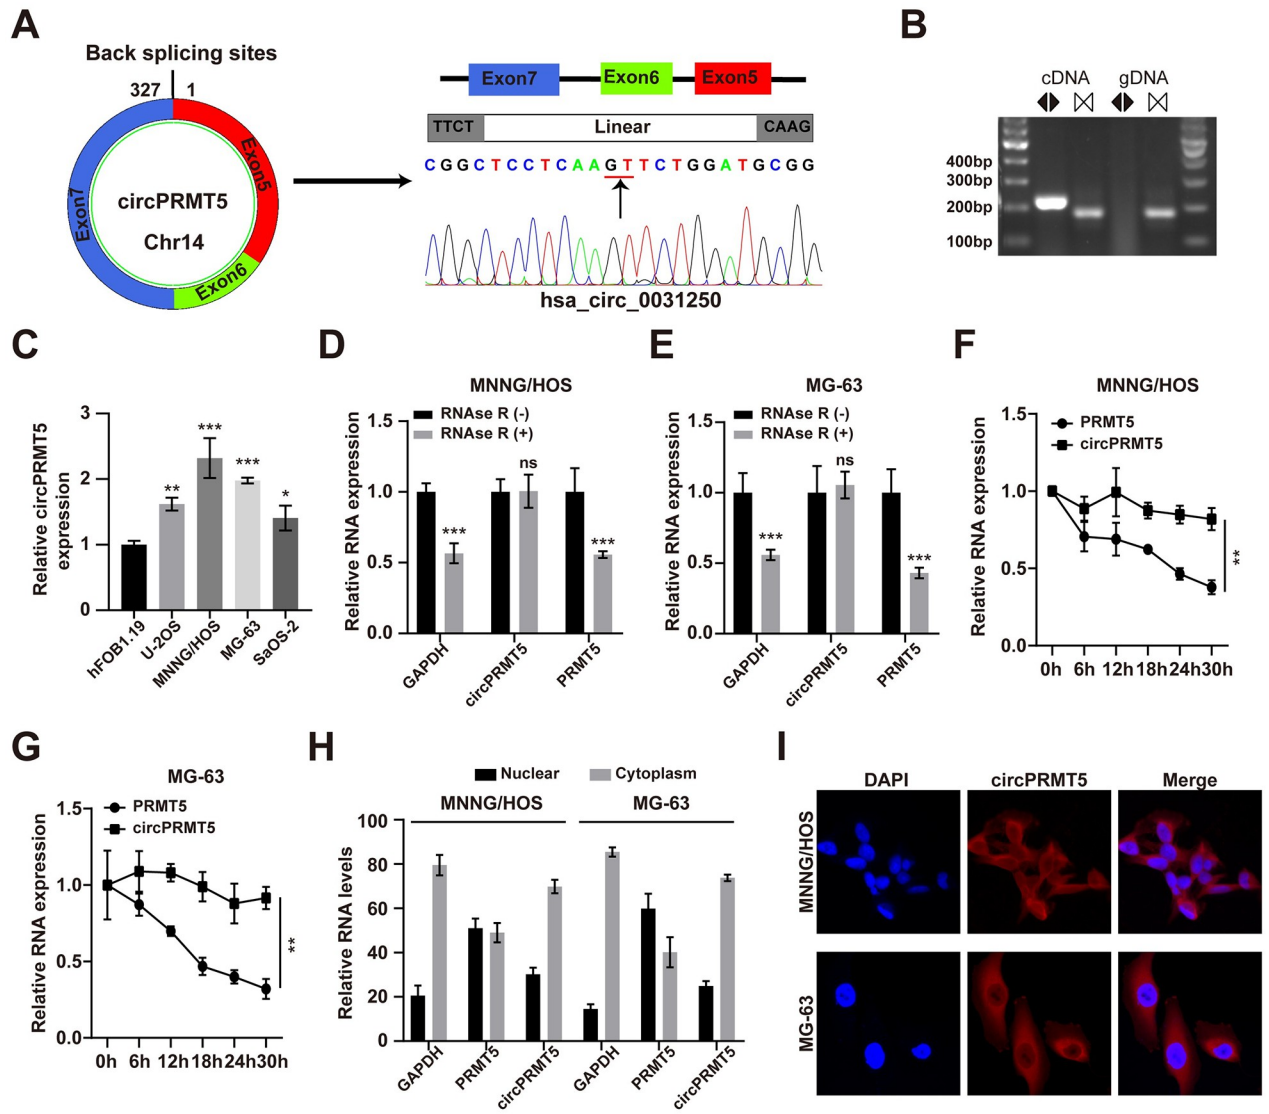 A
Back splicing sites
327
1
Exon5
Exon6
Exon7
circPRMT5
Chr14
Exon7
Exon6
Exon5
TTCT
Linear
CAAG
CGGCTCCTCAAGTTCTGGATGCGG
hsa_circ_0031250
B
cDNA
gDNA
400bp
300bp
200bp
100bp
C
Relative circPRMT5
expression
3
2
1
0
**
***
***
*
hFOB1.19
U-2OS
MNNG/HOS
MG-63
SaOS-2
D
MNNG/HOS
RNAse R (-)
RNAse R (+)
Relative RNA expression
1.5
1.0
0.5
0.0
***
ns
***
GAPDH
circPRMT5
PRMT5
E
MG-63
RNAse R (-)
RNAse R (+)
Relative RNA expression
1.5
1.0
0.5
0.0
***
ns
***
GAPDH
circPRMT5
PRMT5
F
MNNG/HOS
PRMT5
circPRMT5
Relative RNA expression
1.5
1.0
0.5
0.0
**
0h 6h 12h 18h 24h 30h
G
MG-63
PRMT5
circPRMT5
Relative RNA expression
1.5
1.0
0.5
0.0
**
0h 6h 12h 18h 24h 30h
H
Nuclear
Cytoplasm
MNNG/HOS
MG-63
Relative RNA levels
100
80
60
40
20
0
GAPDH
PRMT5
circPRMT5
GAPDH
PRMT5
circPRMT5
I
DAPI
circPRMT5
Merge
MNNG/HOS
MG-63